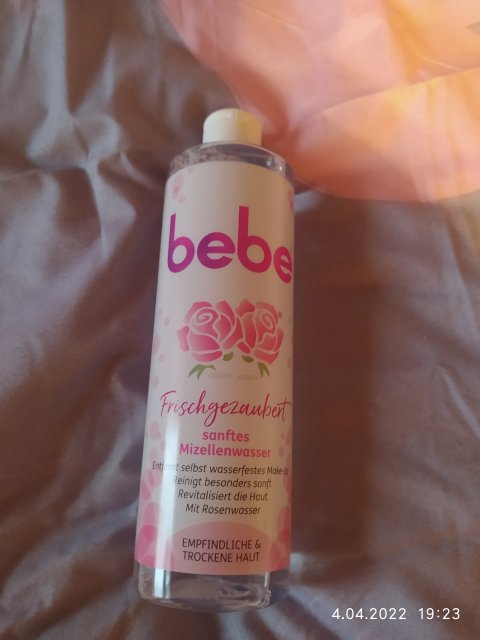 bebe
Frischgezaubert
sanftes
Mizellenwasser
Entfernt selbst wasserfestes Make-up
Reinigt besonders sanft
Revitalisiert die Haut
Mit Rosenwasser
EMPFINDLICHE &
TROCKENE HAUT
4.04.2022 19:23